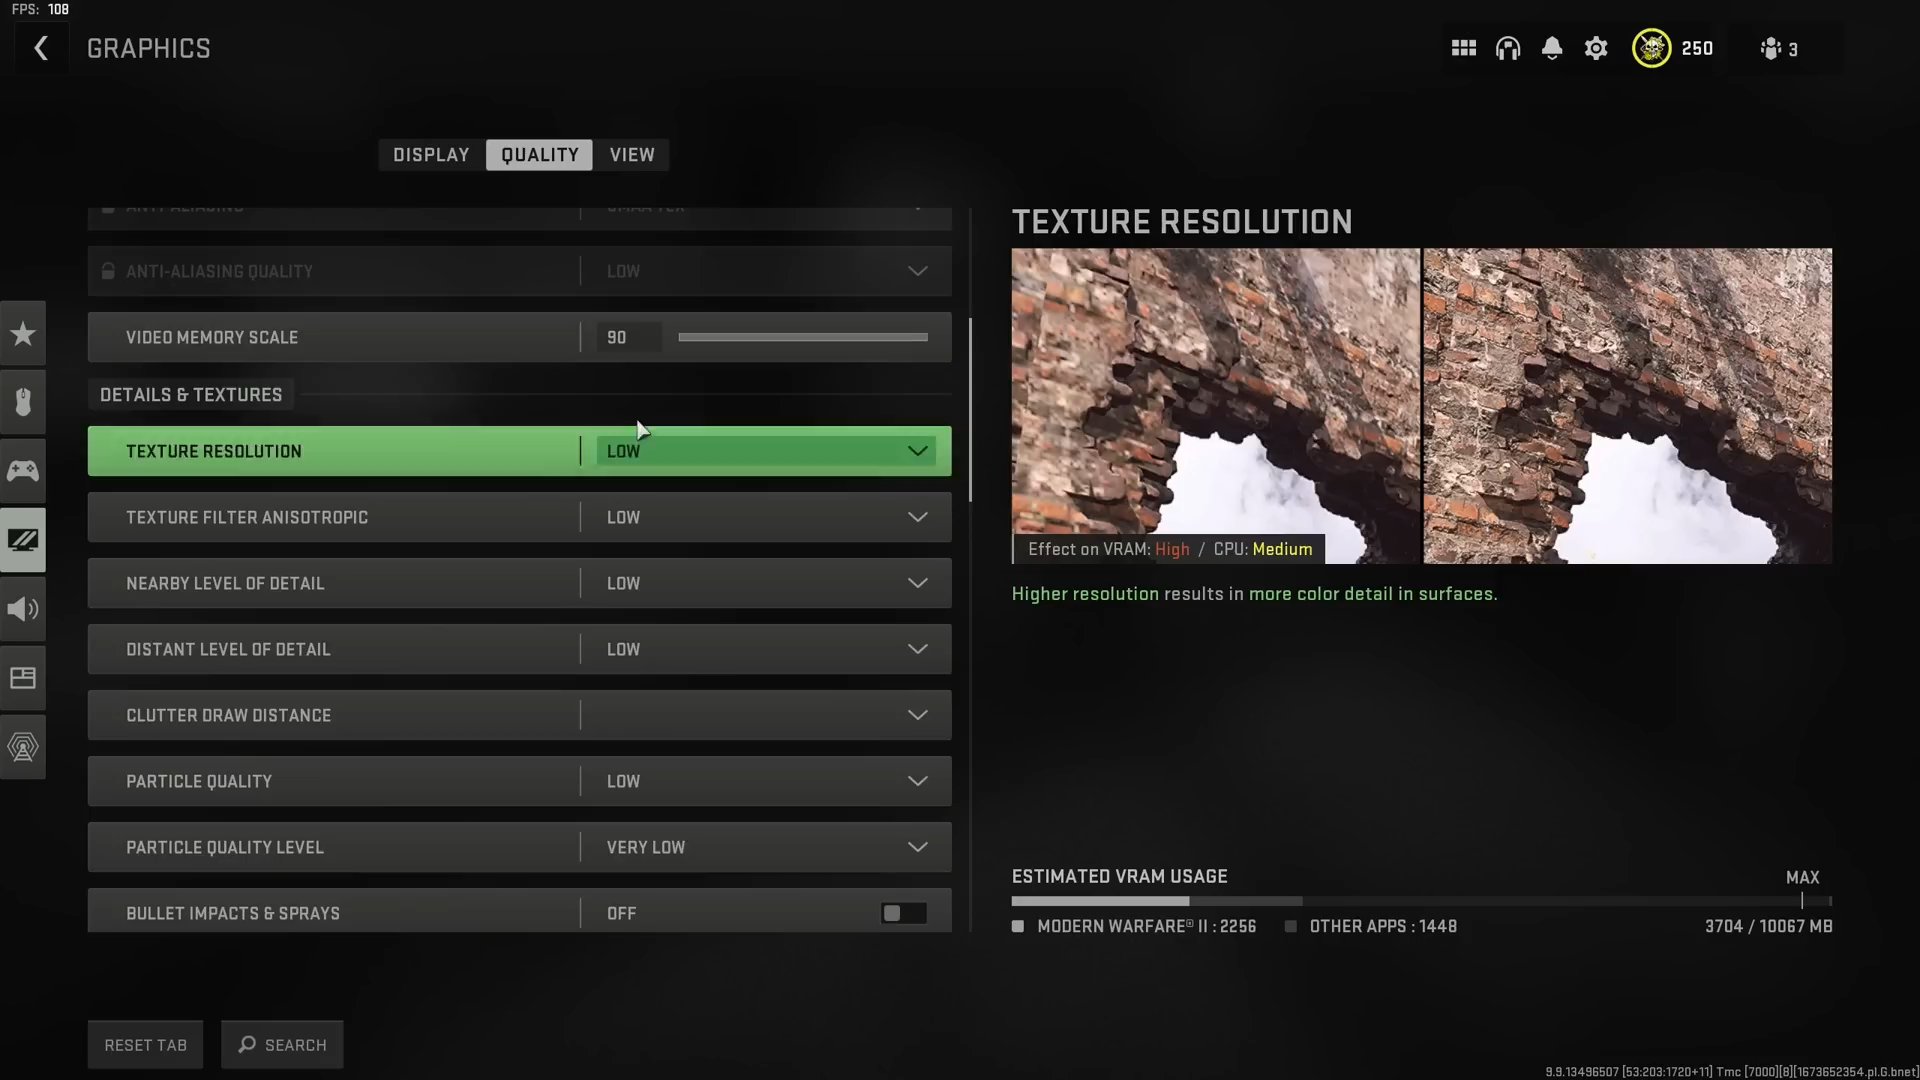 FPS: 108
GRAPHICS
250
3
DISPLAY
QUALITY
VIEW
ANTI-ALIASING QUALITY
LOW
VIDEO MEMORY SCALE
90
DETAILS & TEXTURES
TEXTURE RESOLUTION
LOW
TEXTURE FILTER ANISOTROPIC
LOW
NEARBY LEVEL OF DETAIL
LOW
DISTANT LEVEL OF DETAIL
LOW
CLUTTER DRAW DISTANCE
PARTICLE QUALITY
LOW
PARTICLE QUALITY LEVEL
VERY LOW
BULLET IMPACTS & SPRAYS
OFF
RESET TAB
SEARCH
TEXTURE RESOLUTION
Effect on VRAM: High / CPU: Medium
Higher resolution results in more color detail in surfaces.
ESTIMATED VRAM USAGE
MAX
MODERN WARFARE® II : 2256
OTHER APPS : 1448
3704 / 10067 MB
9.9.13496507 [53:203:1720+11] Tmc [7000][8][1673652354.pl.G.bnet]